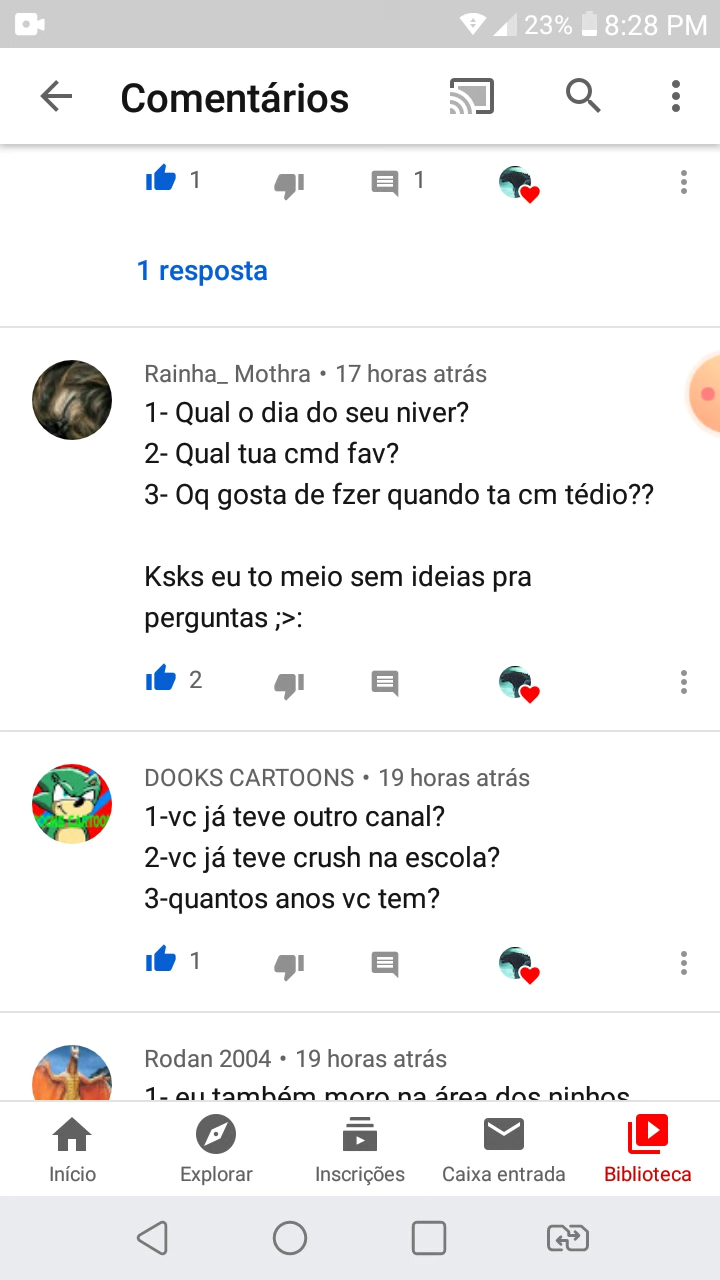 23% 8:28 PM
Comentários
1 1
1 resposta
Rainha_ Mothra • 17 horas atrás
1- Qual o dia do seu niver?
2- Qual tua cmd fav?
3- Oq gosta de fzer quando ta cm tédio??
Ksks eu to meio sem ideias pra
perguntas ;>:
2
DOOKS CARTOONS • 19 horas atrás
1-vc já teve outro canal?
2-vc já teve crush na escola?
3-quantos anos vc tem?
1
Rodan 2004 • 19 horas atrás
1- eu também moro na área dos ninhos
Início Explorar Inscrições Caixa entrada Biblioteca